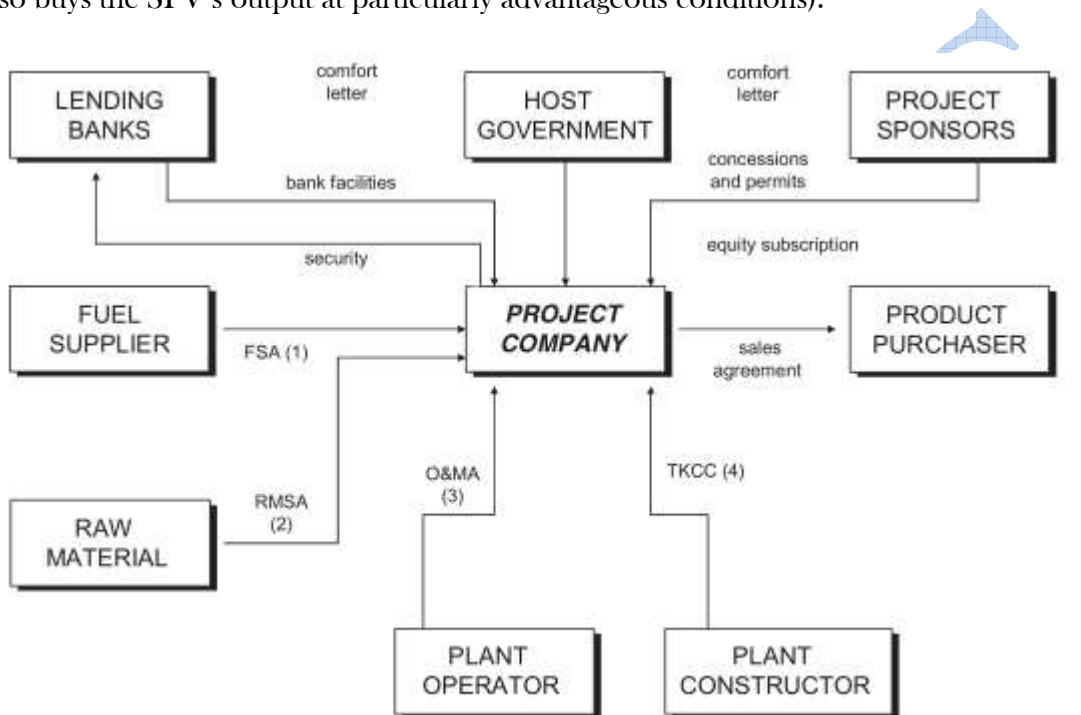 so buys the SPV's output at particularly advantageous conditions).
comfort
letter
comfort
letter
LENDING
BANKS
HOST
GOVERNMENT
PROJECT
SPONSORS
bank facilities
concessions
and permits
security
equity subscription
FUEL
SUPPLIER
FSA (1)
PROJECT
COMPANY
sales
agreement
PRODUCT
PURCHASER
RAW
MATERIAL
RMSA
(2)
O&MA
(3)
TKCC (4)
PLANT
OPERATOR
PLANT
CONSTRUCTOR